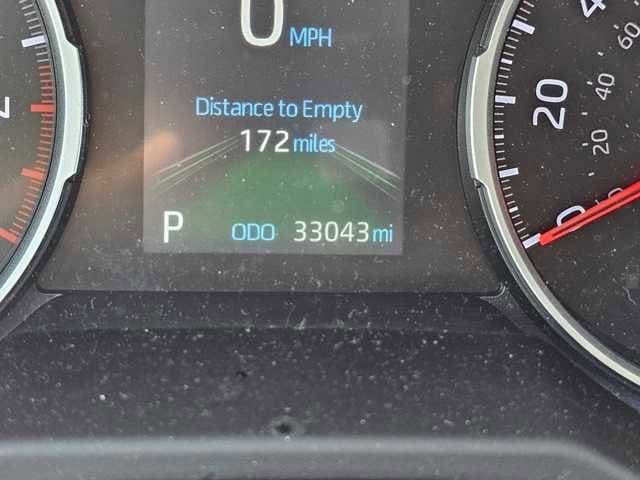 0 MPH
Distance to Empty
172 miles
P ODO 33043 mi
20
0
60
40
20